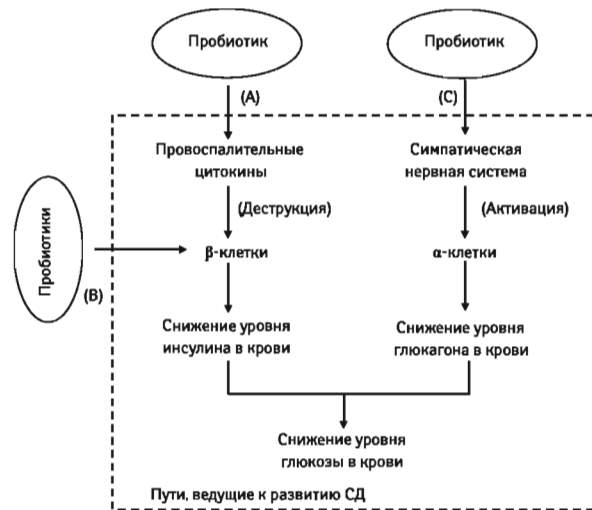 Пробиотик
Пробиотик
(A)
(C)
Провоспалительные
цитокины
Симпатическая
нервная система
(Деструкция)
(Активация)
Пробиотики
(B)
β-клетки
α-клетки
Снижение уровня
инсулина в крови
Снижение уровня
глюкагона в крови
Снижение уровня
глюкозы в крови
Пути, ведущие к развитию СД